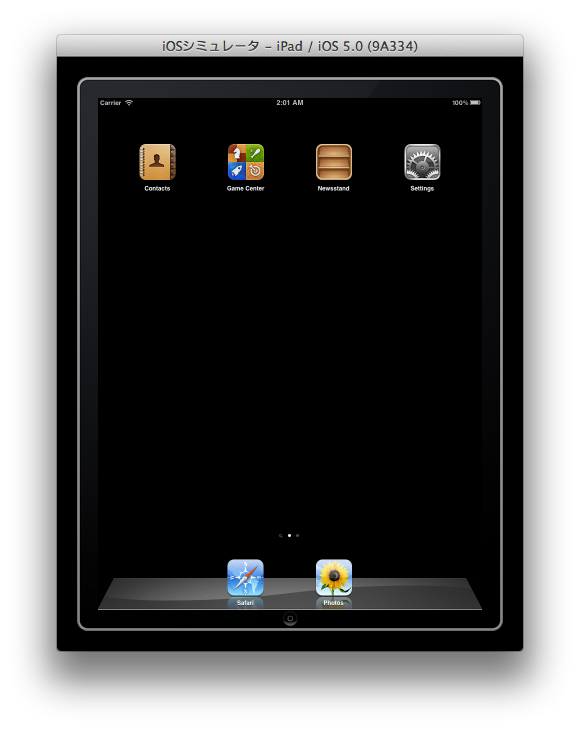 iOSシミュレータ – iPad / iOS 5.0 (9A334)
Carrier 2:01 AM 100%
Contacts Game Center Newsstand Settings
Safari Photos